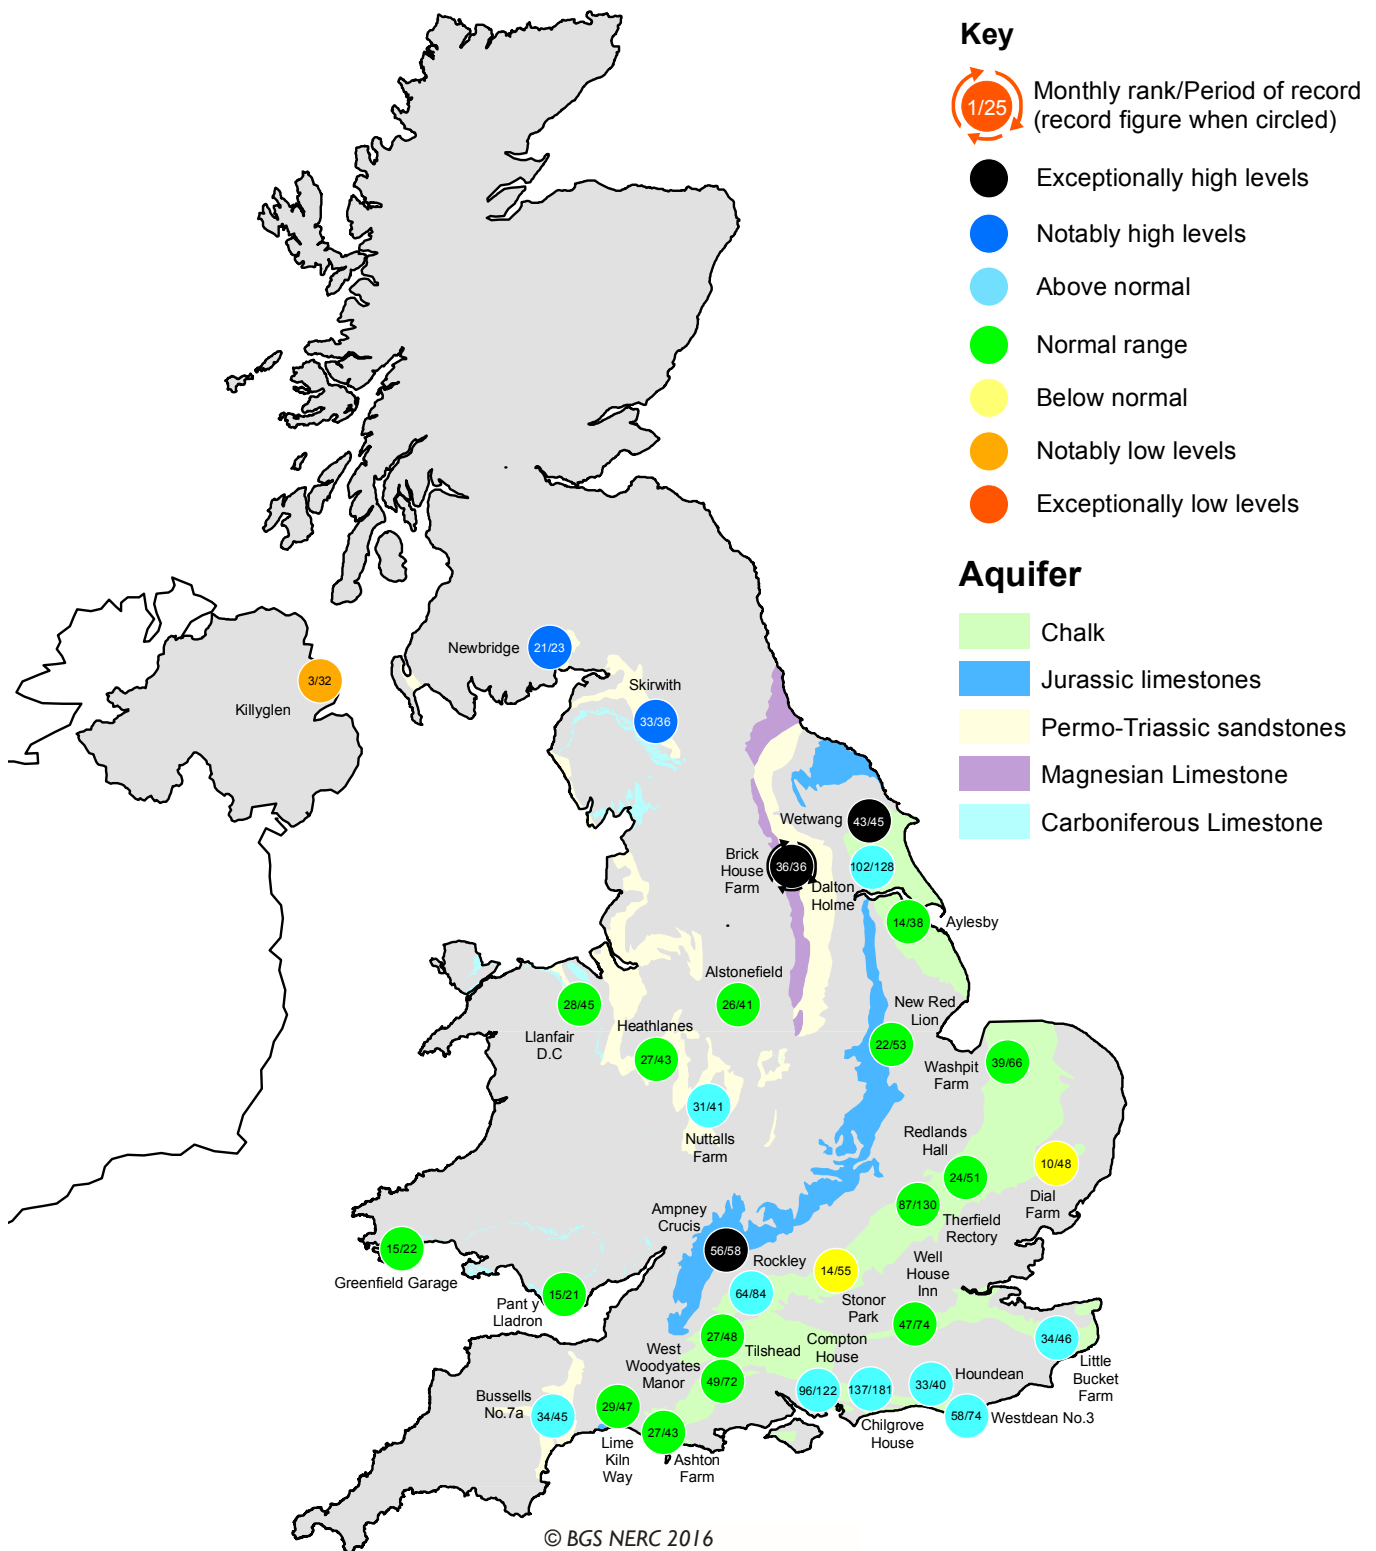 Key
1/25
Monthly rank/Period of record
(record figure when circled)
Exceptionally high levels
Notably high levels
Above normal
Normal range
Below normal
Notably low levels
Exceptionally low levels
Aquifer
Chalk
Jurassic limestones
Permo-Triassic sandstones
Magnesian Limestone
Carboniferous Limestone
Newbridge
21/23
3/32
Killyglen
Skirwith
33/36
Wetwang
43/45
Brick
House
Farm
36/36
102/128
Dalton
Holme
14/38
Aylesby
Alstonefield
26/41
28/45
Llanfair
D.C
Heathlanes
27/43
New Red
Lion
22/53
Washpit
Farm
39/66
31/41
Nuttalls
Farm
Redlands
Hall
24/51
10/48
Dial
Farm
87/130
Therfield
Rectory
Ampney
Crucis
56/58
15/22
Greenfield Garage
15/21
Pant y
Lladron
Rockley
64/84
14/55
Stonor
Park
Well
House
Inn
47/74
27/48
Tilshead
Compton
House
34/46
Little
Bucket
Farm
West
Woodyates
Manor
49/72
96/122
137/181
Chilgrove
House
33/40
Houndean
58/74
Westdean No.3
Bussells
No.7a
34/45
29/47
Lime
Kiln
Way
27/43
Ashton
Farm
© BGS NERC 2016